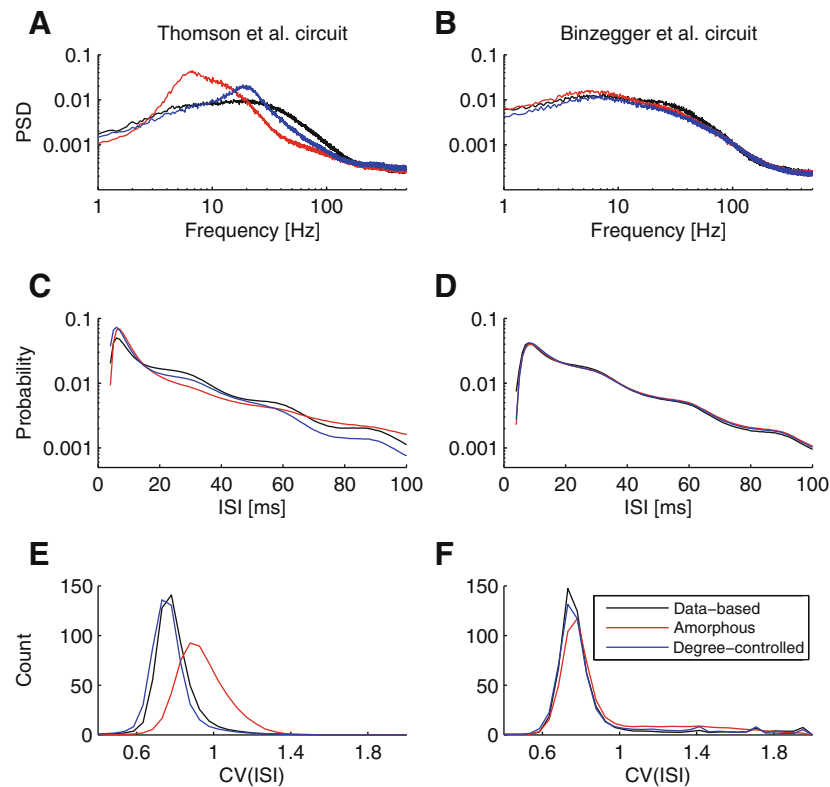 A
Thomson et al. circuit
B
Binzegger et al. circuit
PSD
0.1
0.01
0.001
1
10
100
Frequency [Hz]
0.1
0.01
0.001
1
10
100
Frequency [Hz]
C
Probability
0.1
0.01
0.001
0
20
40
60
80
100
ISI [ms]
D
0.1
0.01
0.001
0
20
40
60
80
100
ISI [ms]
E
Count
150
100
50
0
0.6
1
1.4
1.8
CV(ISI)
F
150
100
50
0
0.6
1
1.4
1.8
CV(ISI)
Data-based
Amorphous
Degree-controlled